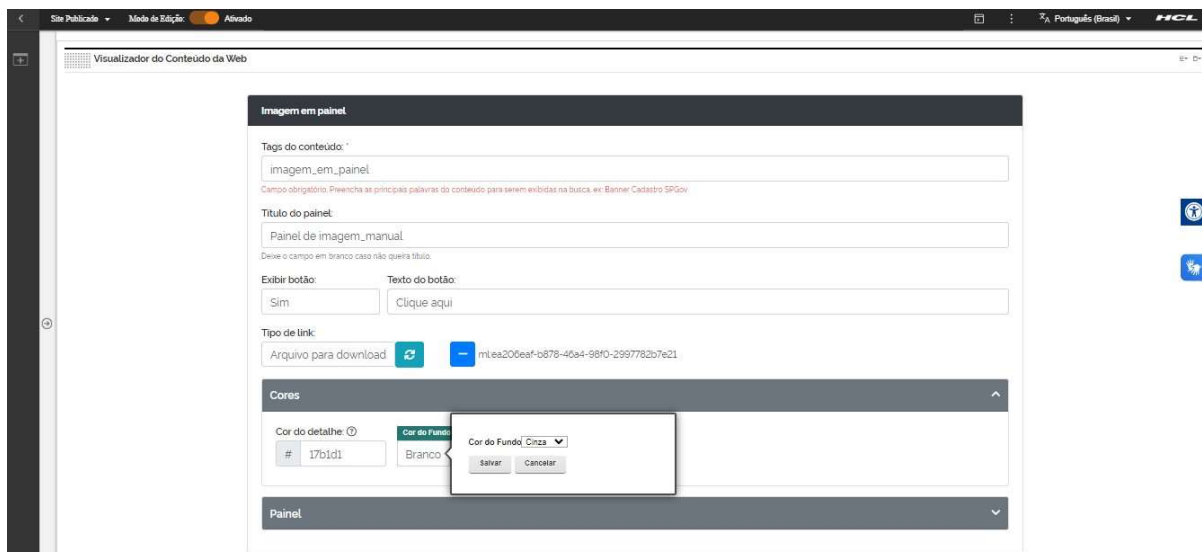 Site Publicado Modo de Edição: Ativado Português (Brasil) HCL
Visualizador do Conteúdo da Web
Imagem em painel
Tags do conteúdo: *
imagem_em_painel
Campo obrigatório. Preencha as principais palavras do conteúdo para serem exibidas na busca. ex: Banner Cadastro SPGov
Título do painel:
Painel de imagem_manual
Deixe o campo em branco caso não queira título.
Exibir botão: Texto do botão:
Sim Clique aqui
Tipo de link:
Arquivo para download ml:ea206eaf-b878-46a4-98f0-2997782b7e21
Cores
Cor do detalhe: Cor do Fundo
# 17b1d1 Branco
Cor do Fundo Cinza
Salvar Cancelar
Painel